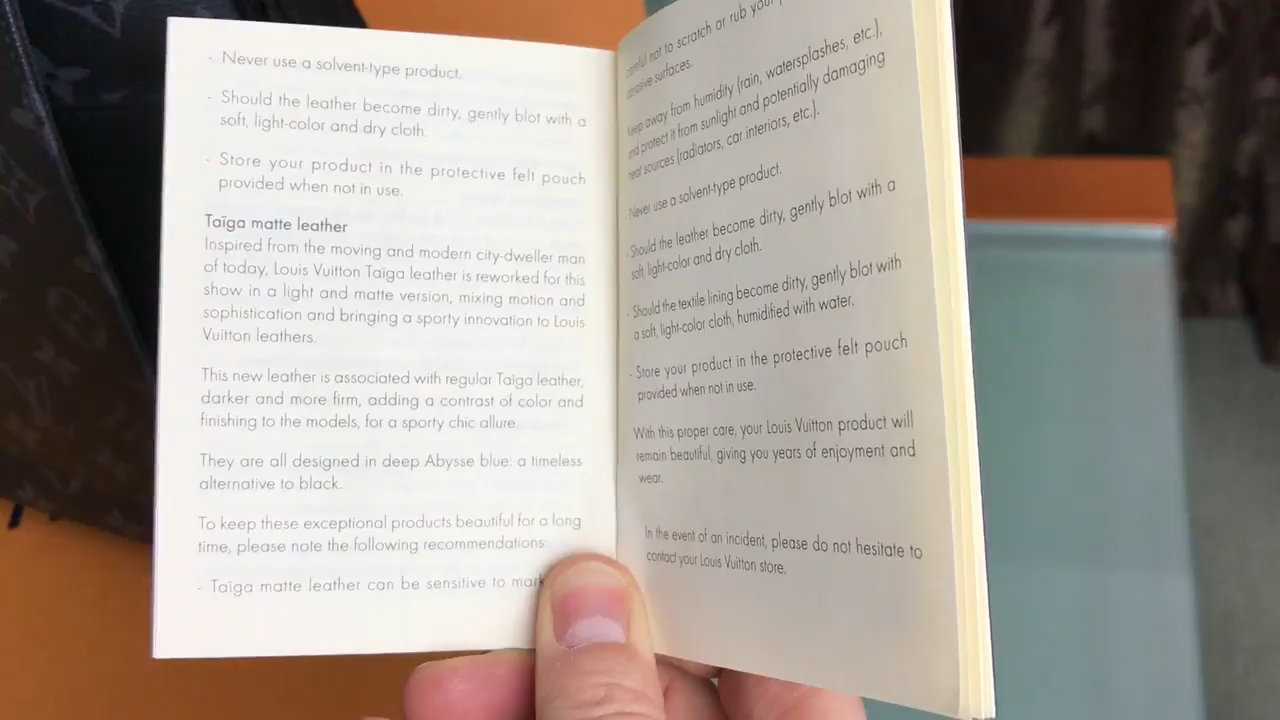 - Never use a solvent-type product.
- Should the leather become dirty, gently blot with a
soft, light-color and dry cloth.
- Store your product in the protective felt pouch
provided when not in use.
Taïga matte leather
Inspired from the moving and modern city-dweller man
of today, Louis Vuitton Taïga leather is reworked for this
show in a light and matte version, mixing motion and
sophistication and bringing a sporty innovation to Louis
Vuitton leathers.
This new leather is associated with regular Taïga leather,
darker and more firm, adding a contrast of color and
finishing to the models, for a sporty chic allure.
They are all designed in deep Abysse blue: a timeless
alternative to black.
To keep these exceptional products beautiful for a long
time, please note the following recommendations:
- Taïga matte leather can be sensitive to
not to scratch or rub your
abrasive surfaces.
Keep away from humidity (rain, watersplashes, etc.),
and protect it from sunlight and potentially damaging
heat sources (radiators, car interiors, etc.).
- Never use a solvent-type product.
- Should the leather become dirty, gently blot with a
soft, light-color and dry cloth.
- Should the textile lining become dirty, gently blot with
a soft, light-color cloth, humidified with water.
- Store your product in the protective felt pouch
provided when not in use.
With this proper care, your Louis Vuitton product will
remain beautiful, giving you years of enjoyment and
wear.
In the event of an incident, please do not hesitate to
contact your Louis Vuitton store.